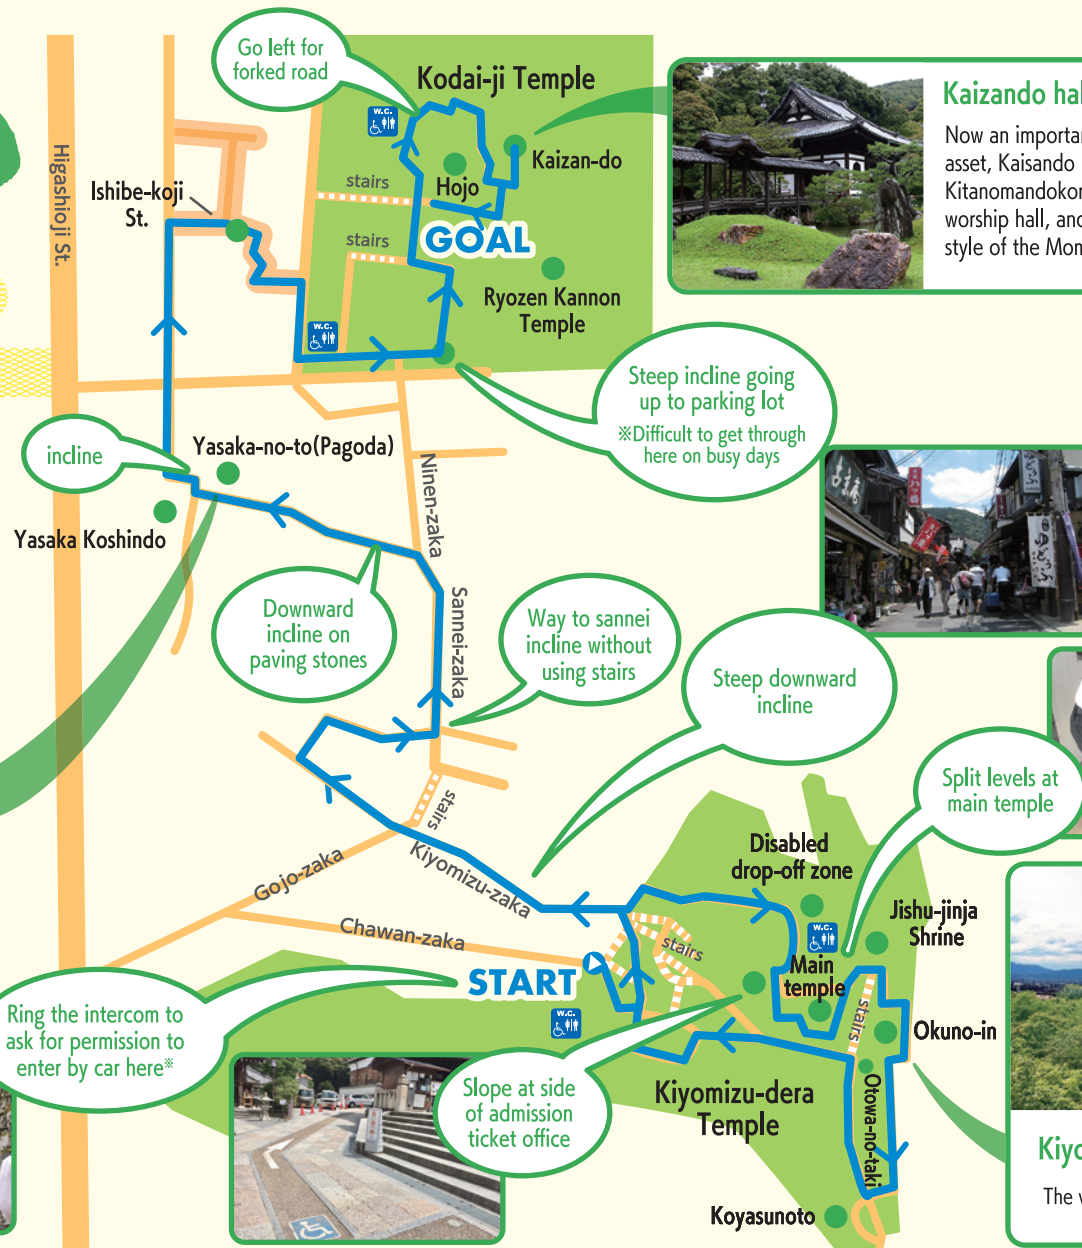 Go left for
forked road
Kodai-ji Temple
W.C.
Kaizan-do
Hojo
stairs
GOAL
stairs
Ryozen Kannon
Temple
W.C.
Ishibe-koji
St.
Higashioji St.
Kaizando hal
Now an importan
asset, Kaisando
Kitanomandokor
worship hall, and
style of the Mom
Steep incline going
up to parking lot
※Difficult to get through
here on busy days
incline
Yasaka-no-to(Pagoda)
Yasaka Koshindo
Ninen-zaka
Downward
incline on
paving stones
Sannei-zaka
Way to sannei
incline without
using stairs
Steep downward
incline
Split levels at
main temple
stairs
Gojo-zaka
Kiyomizu-zaka
Chawan-zaka
Disabled
drop-off zone
W.C.
Jishu-jinja
Shrine
stairs
Main
temple
stairs
START
W.C.
Okuno-in
Ring the intercom to
ask for permission to
enter by car here※
Slope at side
of admission
ticket office
Kiyomizu-dera
Temple
Otowa-no-taki
Koyasunoto
Kiyo
The v
ゆどうふ